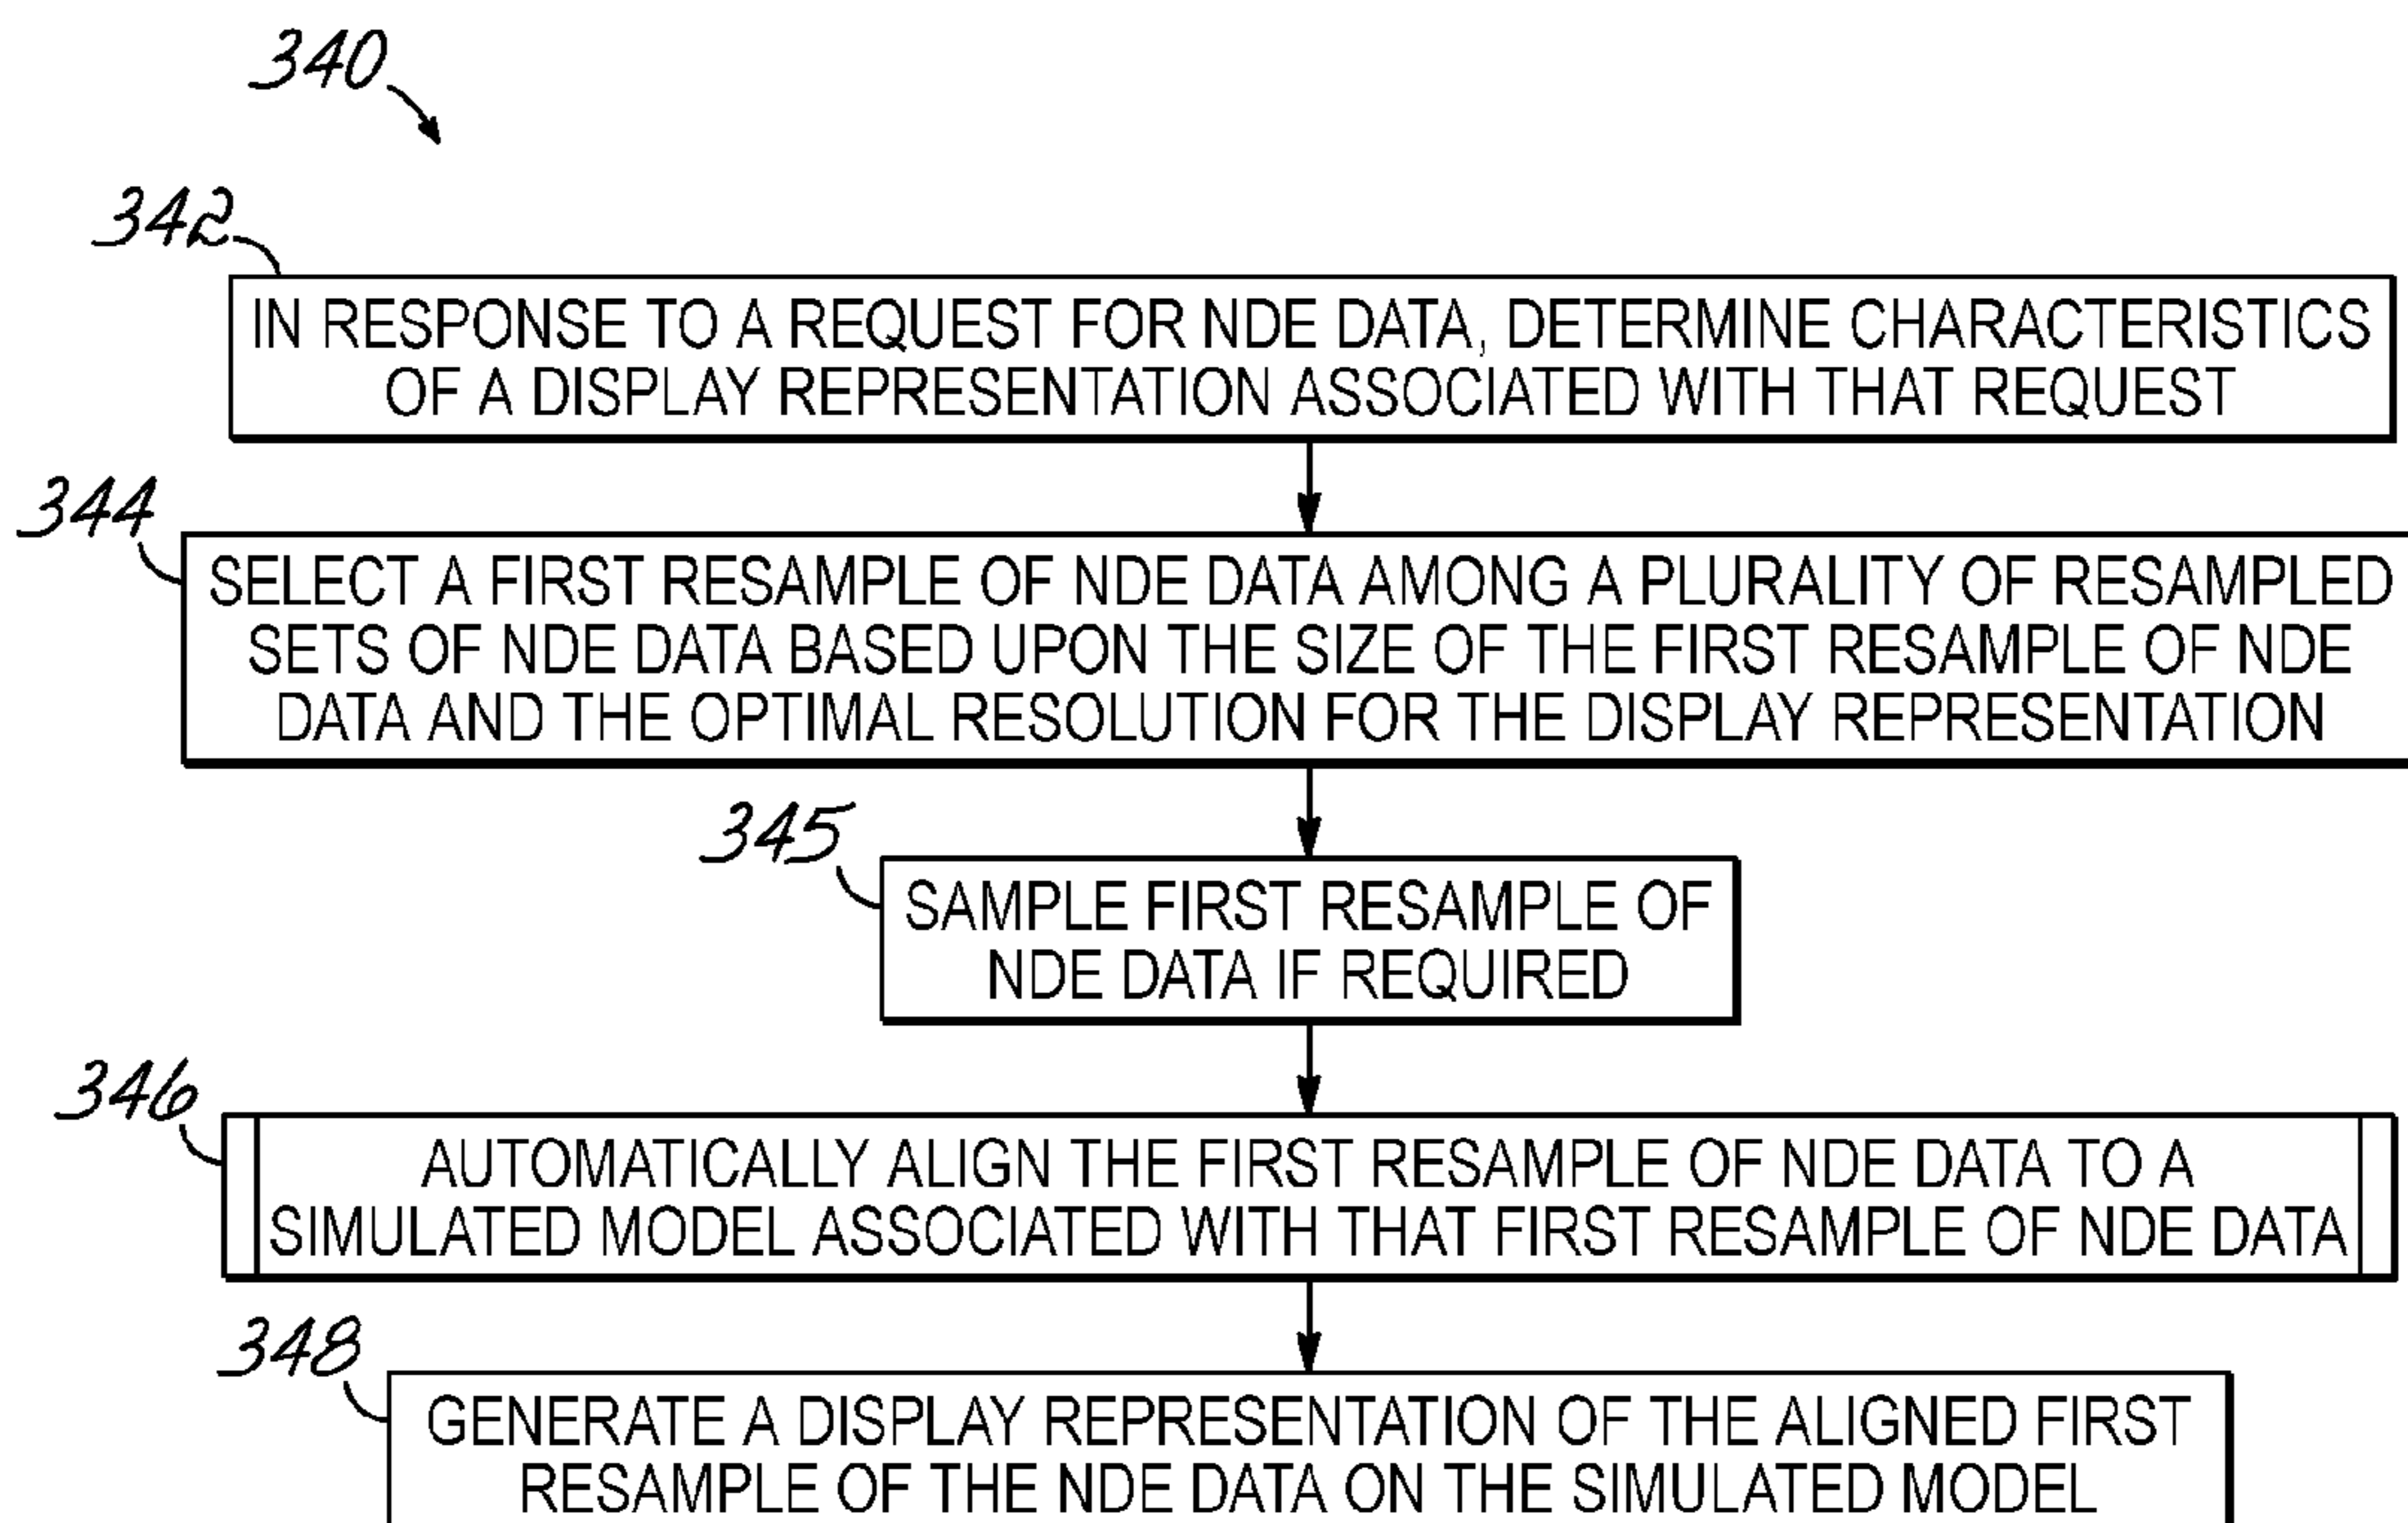 340
342
IN RESPONSE TO A REQUEST FOR NDE DATA, DETERMINE CHARACTERISTICS
OF A DISPLAY REPRESENTATION ASSOCIATED WITH THAT REQUEST
344
SELECT A FIRST RESAMPLE OF NDE DATA AMONG A PLURALITY OF RESAMPLED
SETS OF NDE DATA BASED UPON THE SIZE OF THE FIRST RESAMPLE OF NDE
DATA AND THE OPTIMAL RESOLUTION FOR THE DISPLAY REPRESENTATION
345
SAMPLE FIRST RESAMPLE OF
NDE DATA IF REQUIRED
346
AUTOMATICALLY ALIGN THE FIRST RESAMPLE OF NDE DATA TO A
SIMULATED MODEL ASSOCIATED WITH THAT FIRST RESAMPLE OF NDE DATA
348
GENERATE A DISPLAY REPRESENTATION OF THE ALIGNED FIRST
RESAMPLE OF THE NDE DATA ON THE SIMULATED MODEL